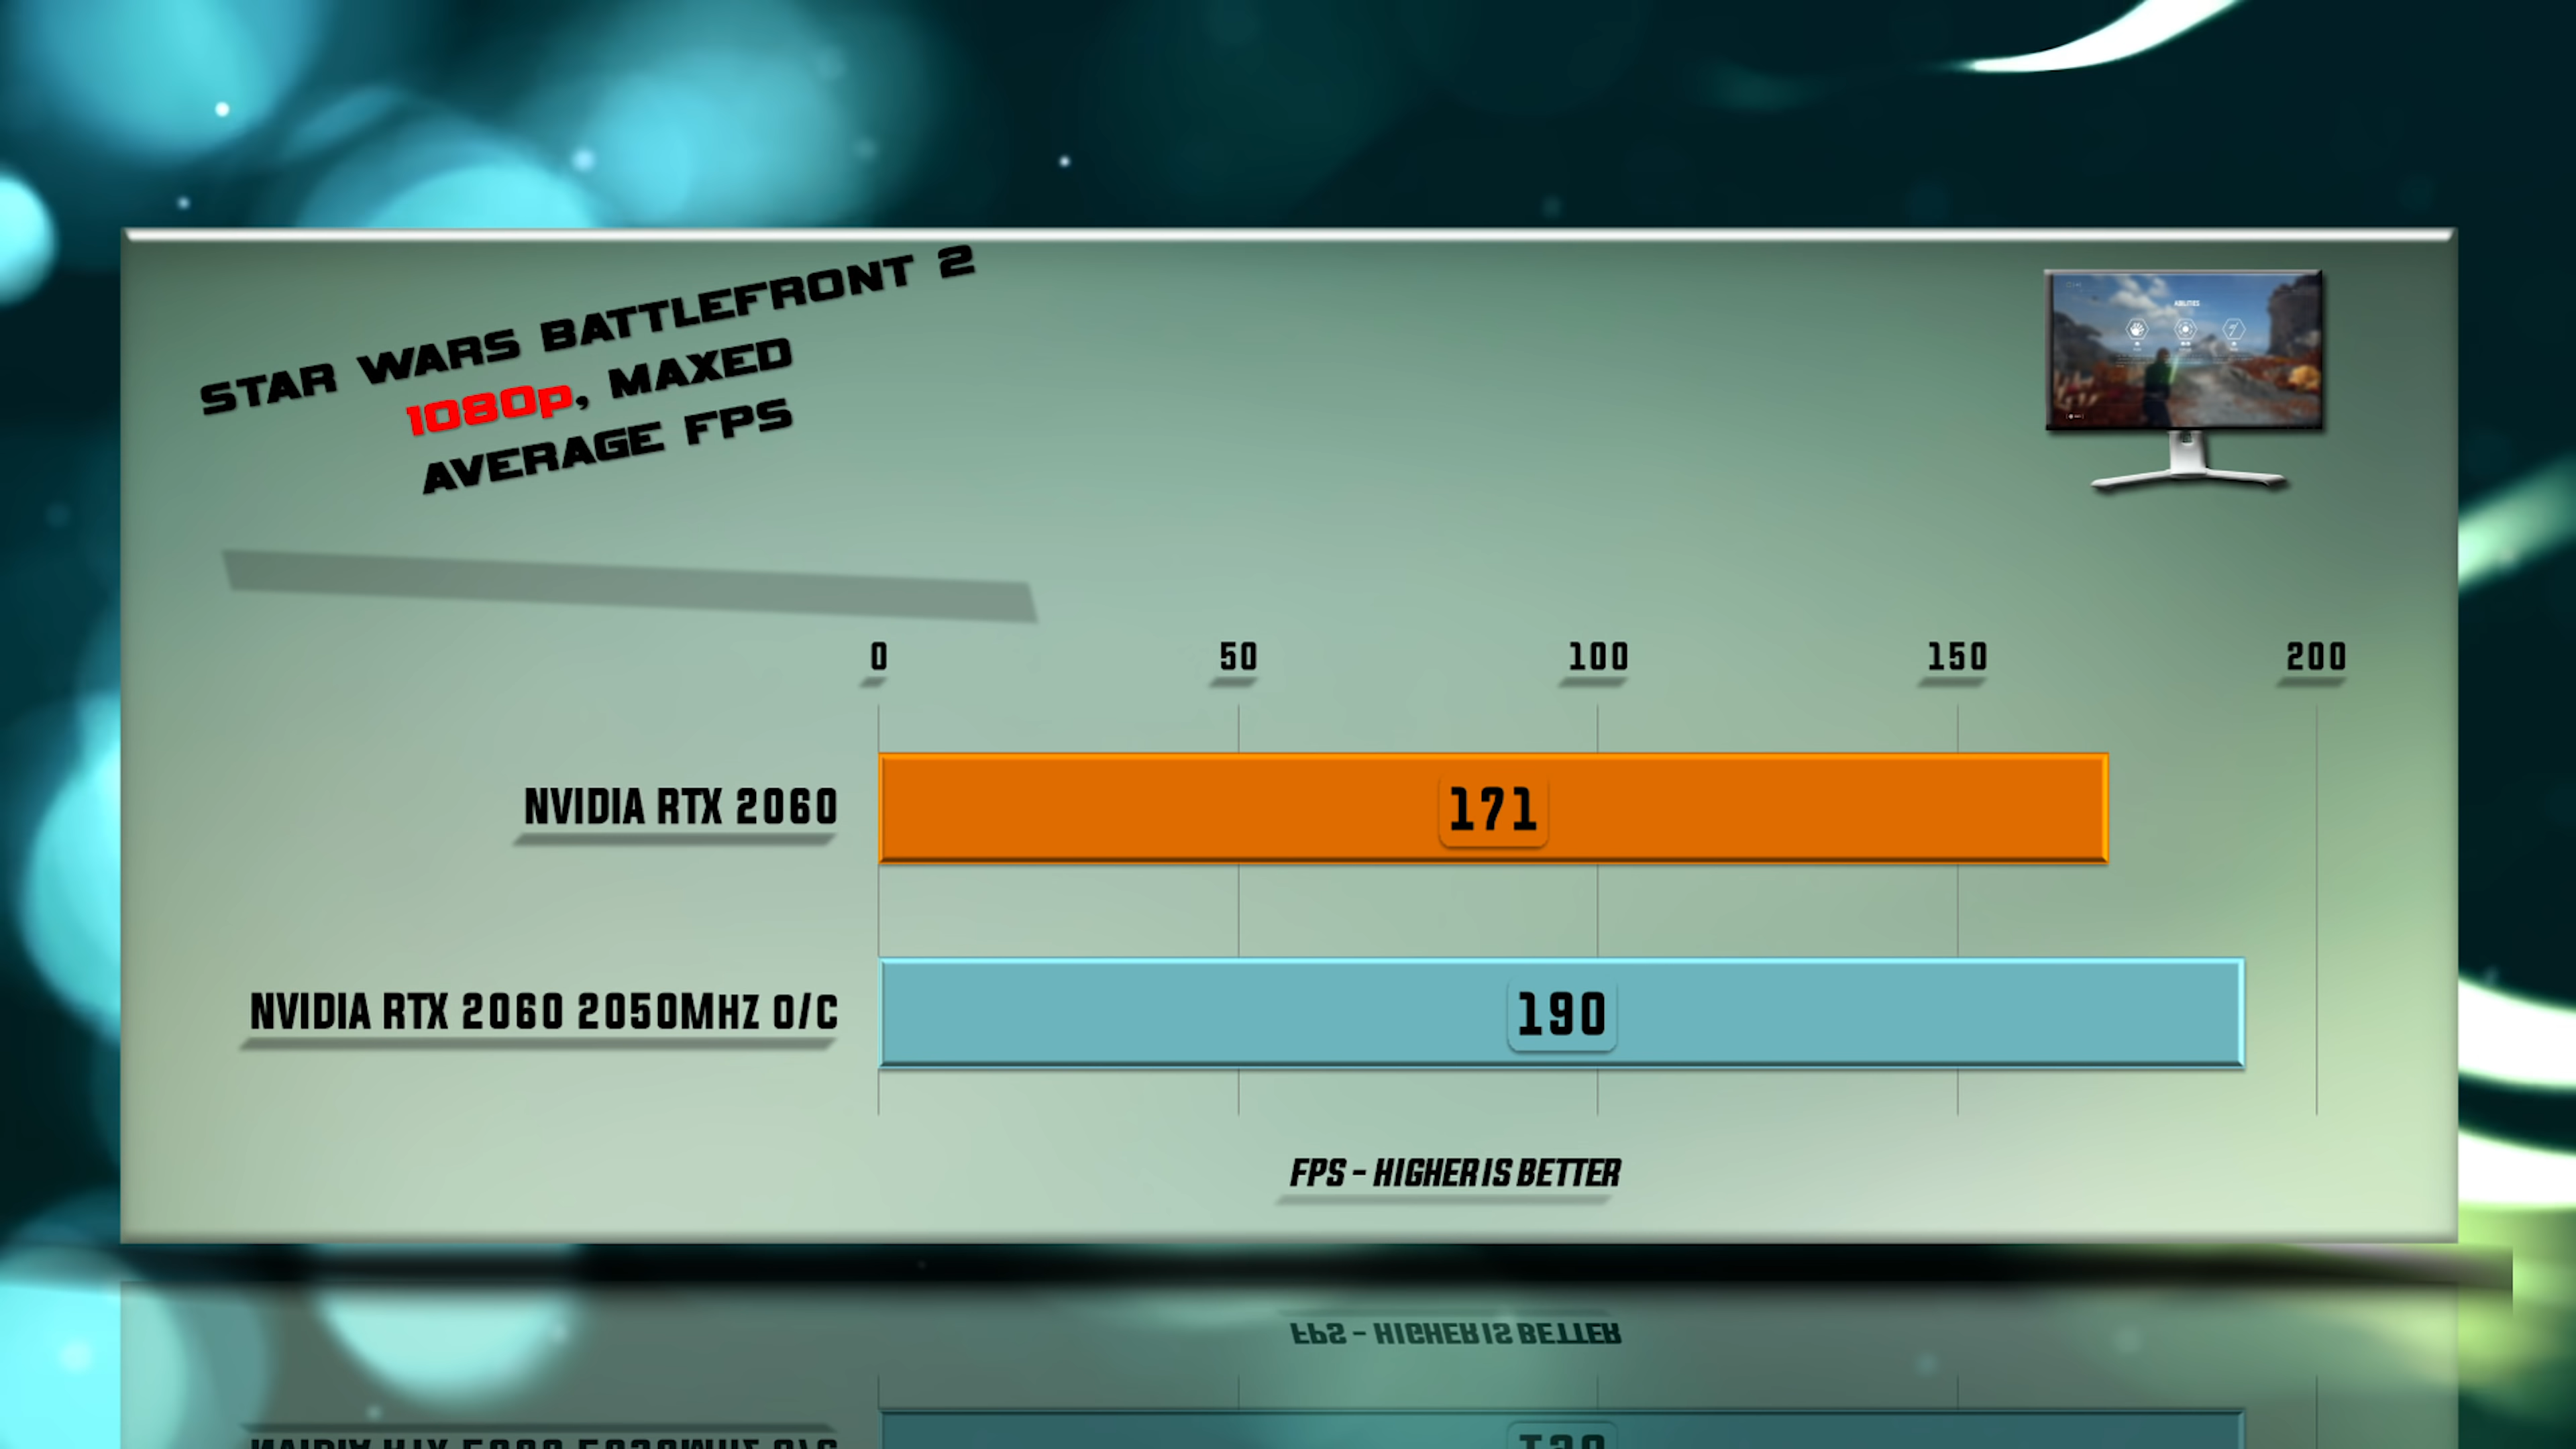 STAR WARS BATTLEFRONT 2
1080p, MAXED
AVERAGE FPS
ABILITIES
0 50 100 150 200
NVIDIA RTX 2060 171
NVIDIA RTX 2060 2050MHZ O/C 190
FPS - HIGHER IS BETTER